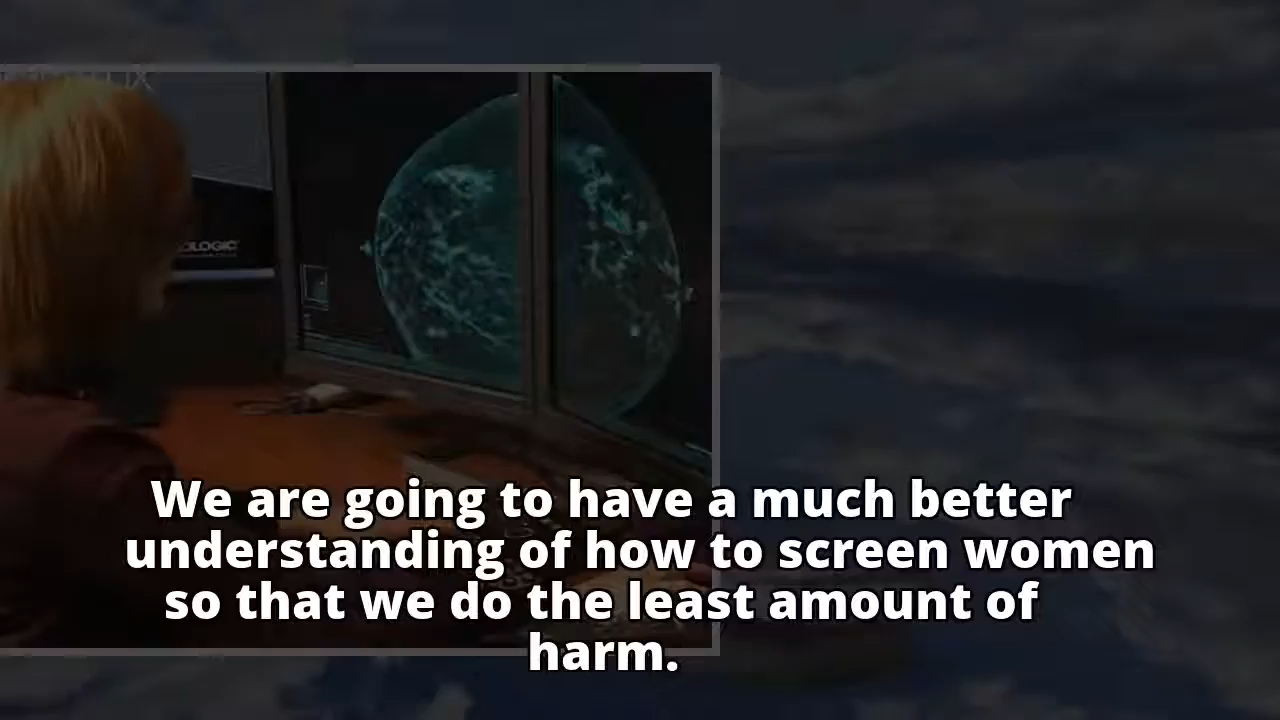 We are going to have a much better
understanding of how to screen women
so that we do the least amount of
harm.